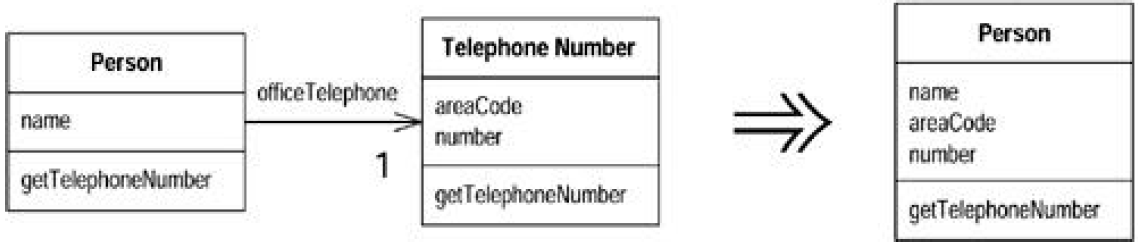 Person
name
getTelephoneNumber
officeTelephone
1
Telephone Number
areaCode
number
getTelephoneNumber
Person
name
areaCode
number
getTelephoneNumber